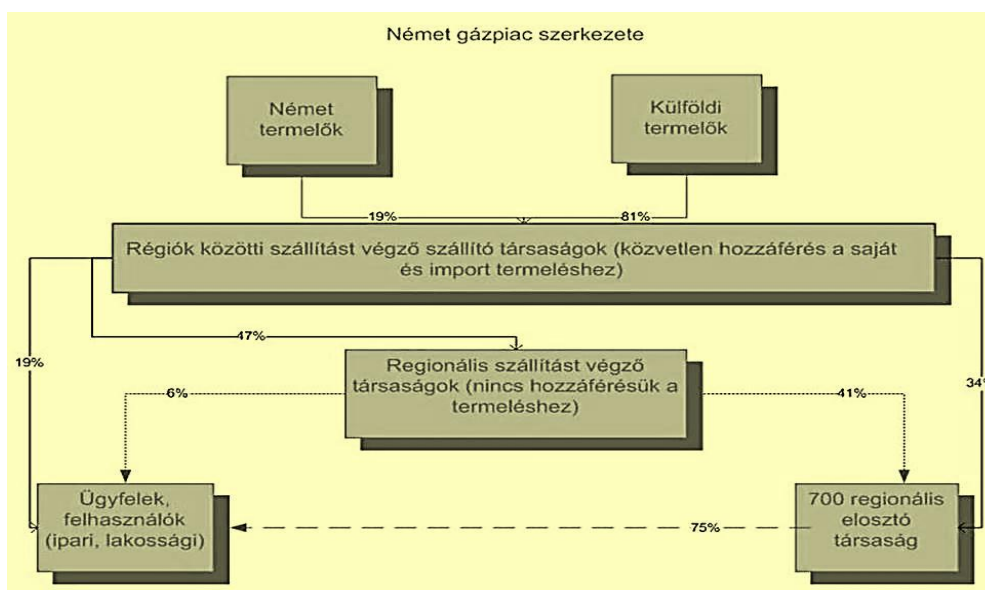 Német gázpiac szerkezete
Német
termelők
Külföldi
termelők
19%
81%
Régiók közötti szállítást végző szállító társaságok (közvetlen hozzáférés a saját
és import termeléshez)
47%
19%
34%
Regionális szállítást végző
társaságok (nincs hozzáférésük a
termeléshez)
6%
41%
Ügyfelek,
felhasználók
(ipari, lakossági)
700 regionális
elosztó
társaság
75%